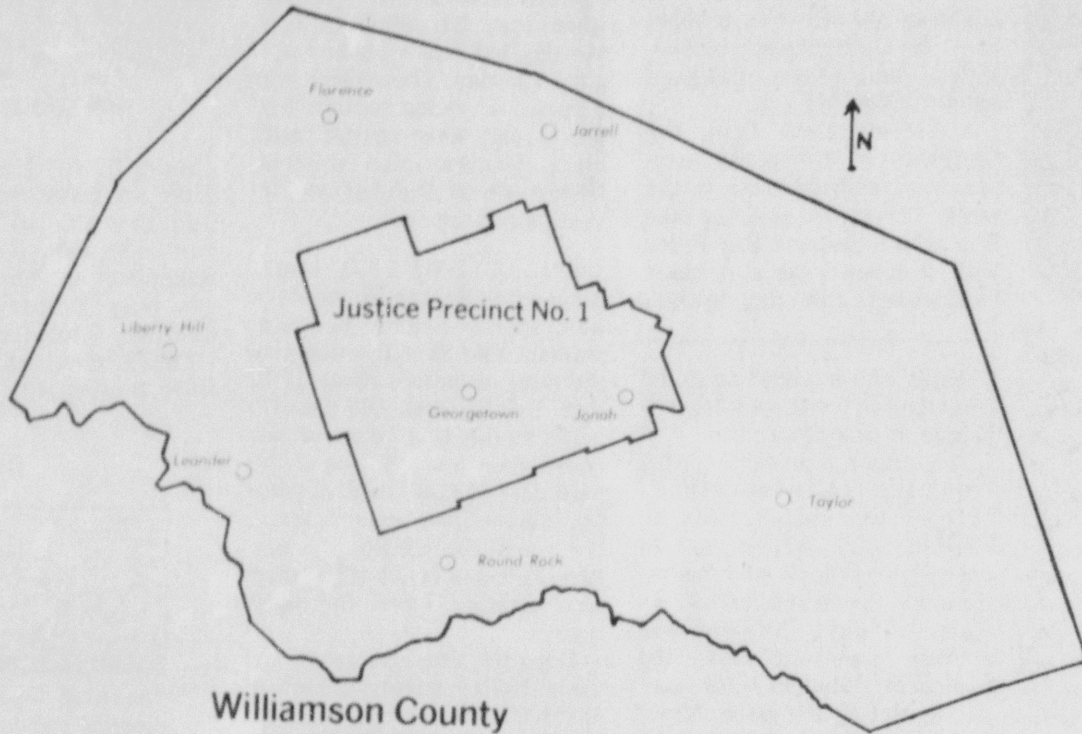 Florence
Jarrell
N
Justice Precinct No. 1
Liberty Hill
Georgetown
Jonah
Leander
Taylor
Round Rock
Williamson County